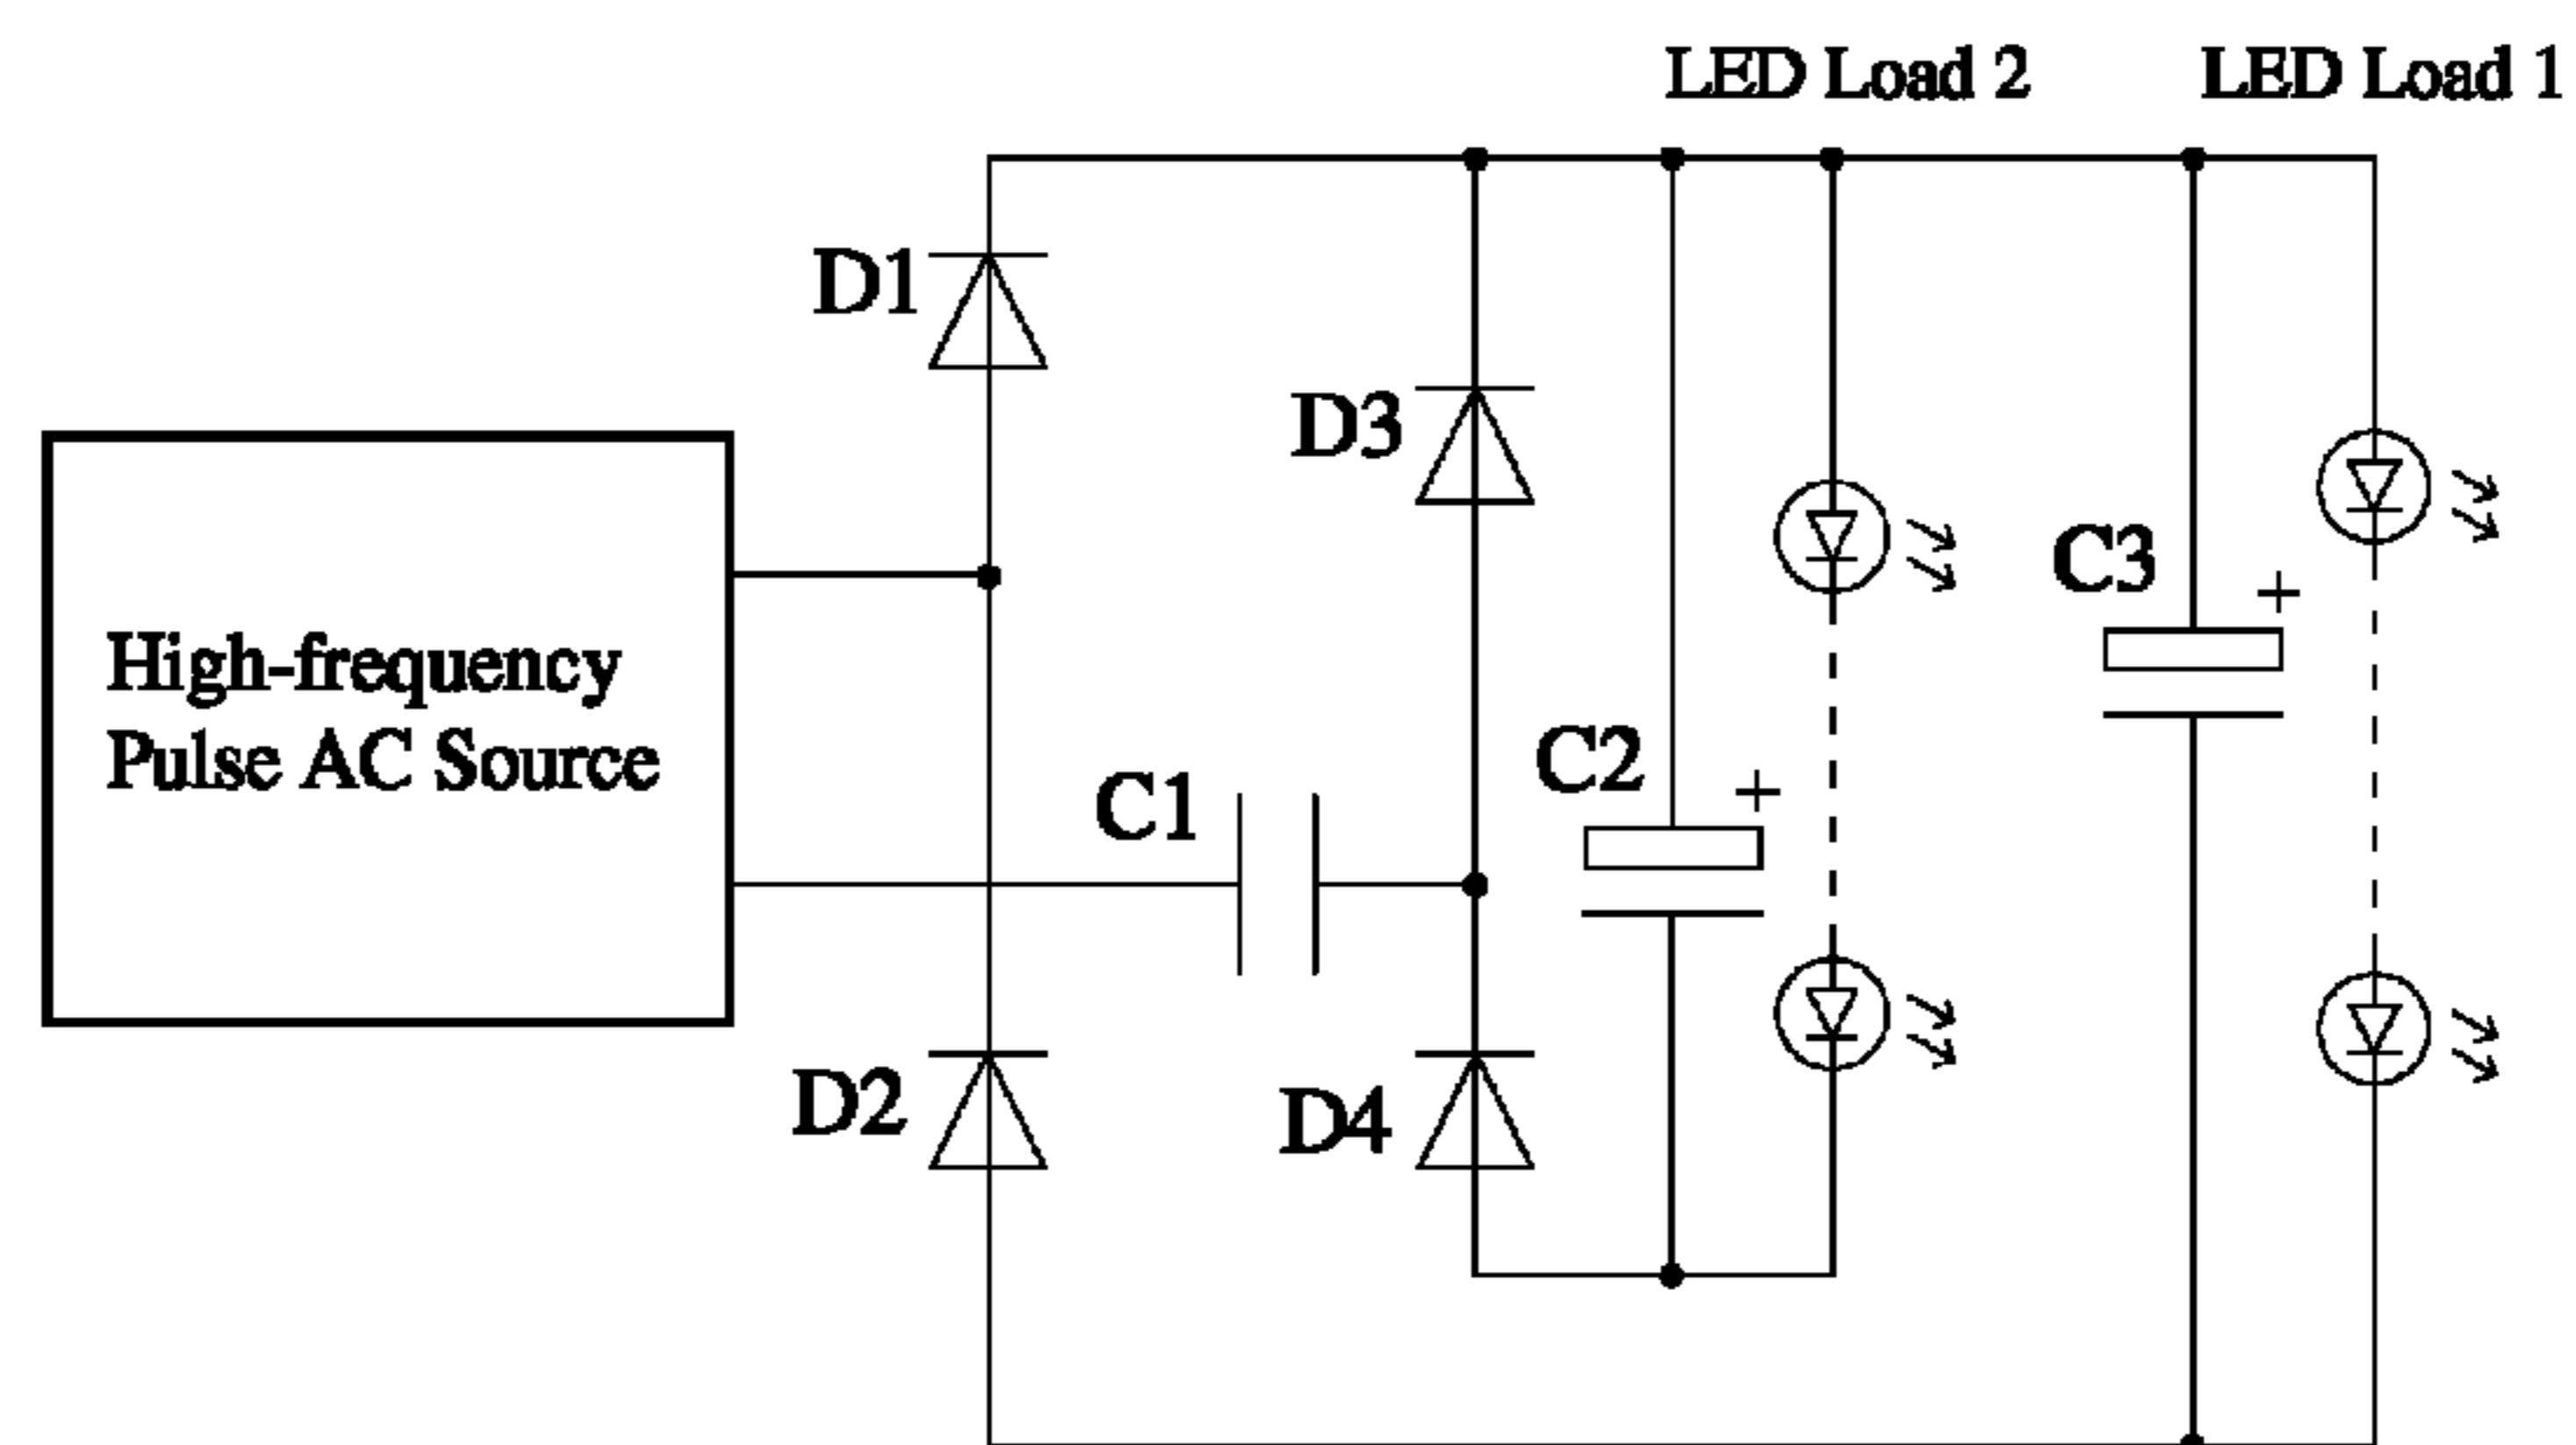 LED Load 2
LED Load 1
D1
D3
High-frequency
Pulse AC Source
C1
C2
+
C3
+
D2
D4